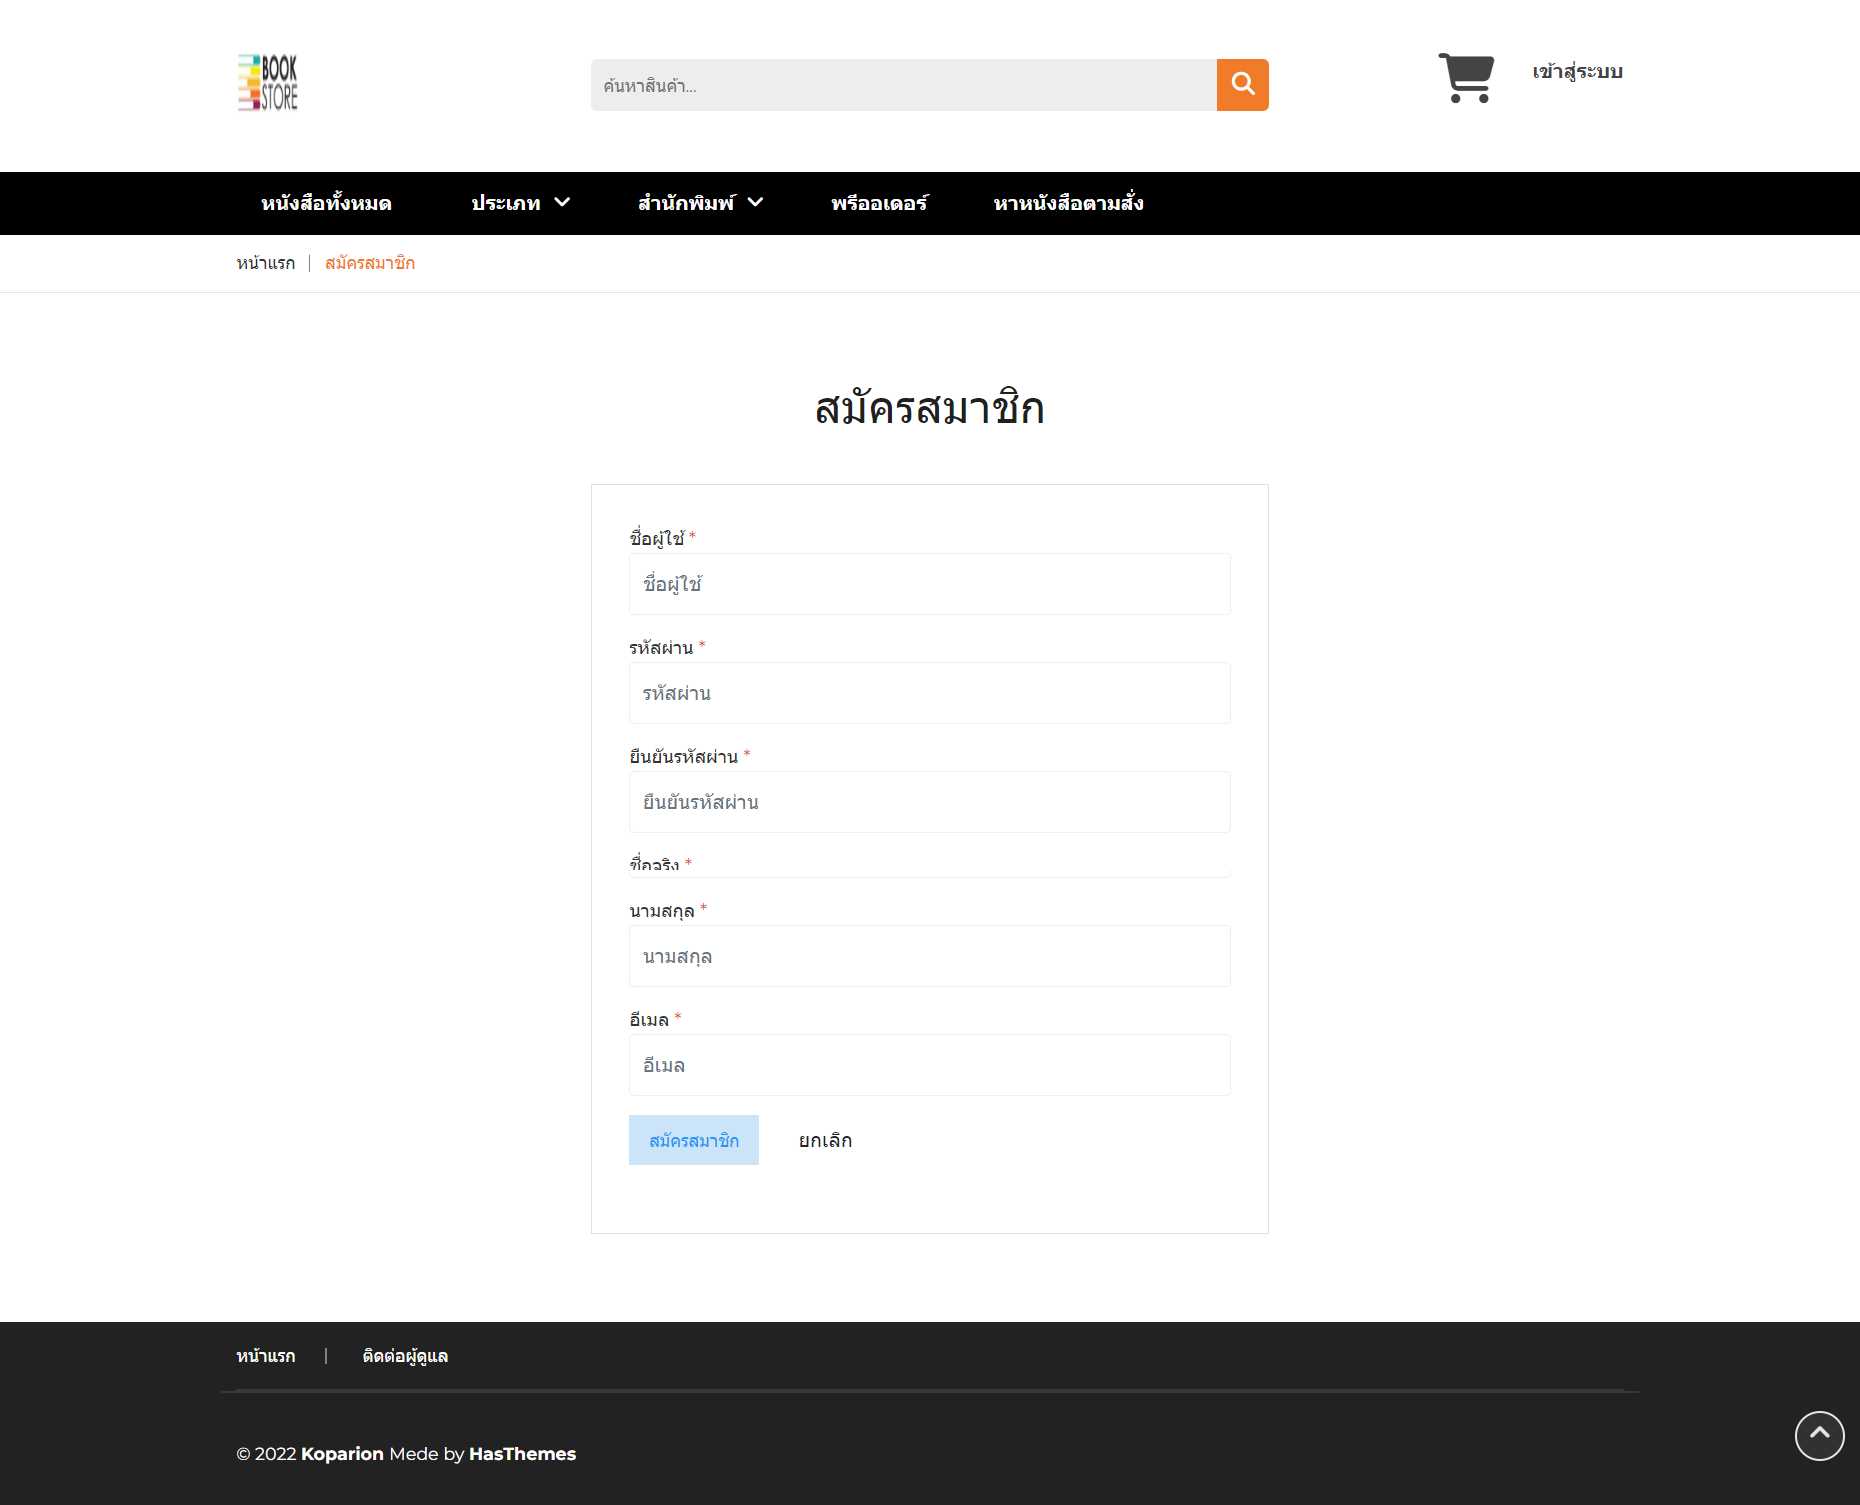 BOOK
STORE
ค้นหาสินค้า...
เข้าสู่ระบบ
หนังสือทั้งหมด ประเภท สำนักพิมพ์ พรีออเดอร์ หาหนังสือตามสั่ง
หน้าแรก | สมัครสมาชิก
สมัครสมาชิก
ชื่อผู้ใช้ *
ชื่อผู้ใช้
รหัสผ่าน *
รหัสผ่าน
ยืนยันรหัสผ่าน *
ยืนยันรหัสผ่าน
ชื่อจริง *
นามสกุล *
นามสกุล
อีเมล *
อีเมล
สมัครสมาชิก ยกเลิก
หน้าแรก | ติดต่อผู้ดูแล
© 2022 Koparion Mede by HasThemes